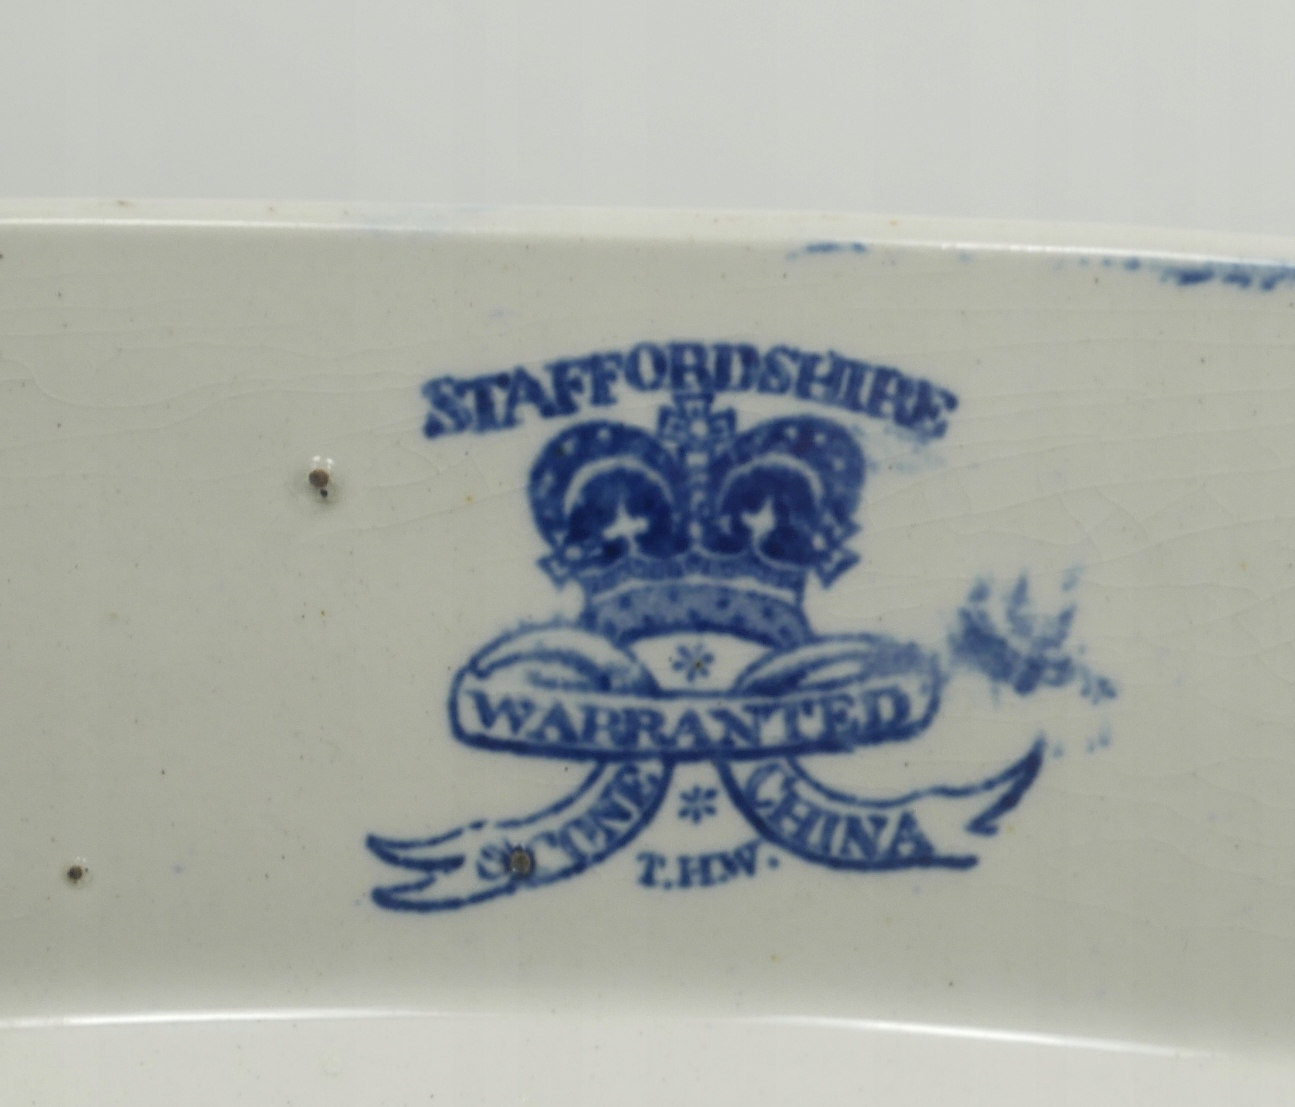 STAFFORDSHIRE
WARRANTED
STONE CHINA
T.H.W.